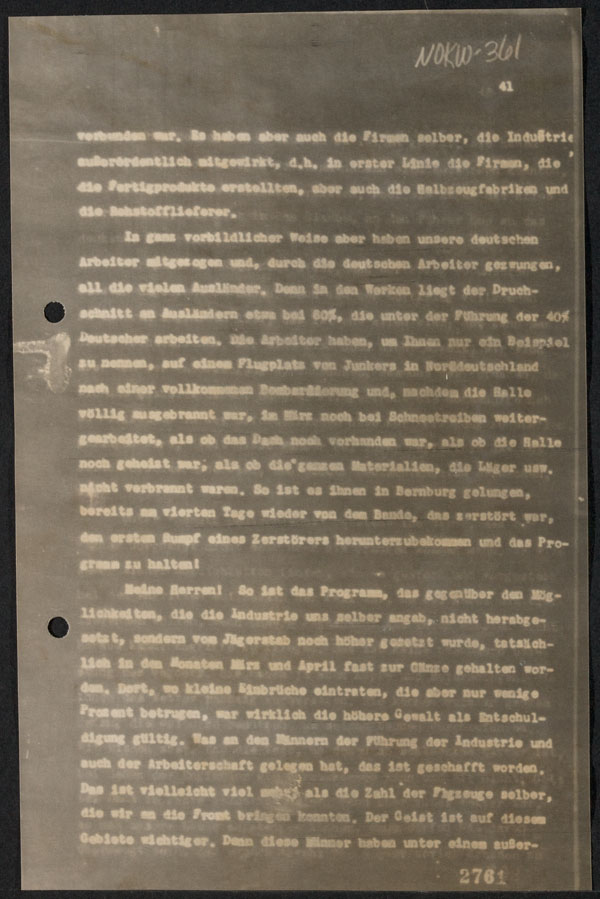 NOKW-361
41
verbunden war. Es haben aber auch die Firmen selber, die Industrie
außerordentlich mitgewirkt, d.h. in erster Linie die Firmen, die
die Fertigprodukte erstellten, aber auch die Halbzeugfabriken und
die Rohstofflieferer.
In ganz vorbildlicher Weise aber haben unsere deutschen
Arbeiter mitgezogen und, durch die deutschen Arbeiter gezwungen,
all die vielen Ausländer. Denn in den Werken liegt der Druch-
schnitt an Ausländern etwa bei 60%, die unter der Führung der 40%
Deutscher arbeiten. Die Arbeiter haben, um Ihnen nur ein Beispiel
zu nennen, auf einem Flugplatz von Junkers in Norddeutschland
nach einer vollkommenen Bombardierung und, nachdem die Halle
völlig ausgebrannt war, im März noch bei Schneetreiben weiter-
gearbeitet, als ob das Dach noch vorhanden war, als ob die Halle
noch geheizt war, als ob die ganzen Materialien, die Läger usw.
nicht verbrannt waren. So ist es ihnen in Bernburg gelungen,
bereits am vierten Tage wieder von dem Bande, das zerstört war,
den ersten Rumpf eines Zerstörers herunterzubekommen und das Pro-
gramm zu halten!
Meine Herren! So ist das Programm, das gegenüber den Mög-
lichkeiten, die die Industrie uns selber angab, nicht herabge-
setzt, sondern vom Jägerstab noch höher gesetzt wurde, tatsäch-
lich in den Monaten März und April fast zur Gänze gehalten wor-
den. Dort, wo kleine Einbrüche eintraten, die aber nur wenige
Prozent betrugen, war wirklich die höhere Gewalt als Entschul-
digung gültig. Was an den Männern der Führung der Industrie und
auch der Arbeiterschaft gelegen hat, das ist geschafft worden.
Das ist vielleicht viel mehr als die Zahl der Flgzeuge selber,
die wir an die Front bringen konnten. Der Geist ist auf diesem
Gebiete wichtiger. Denn diese Männer haben unter einem außer-
2761